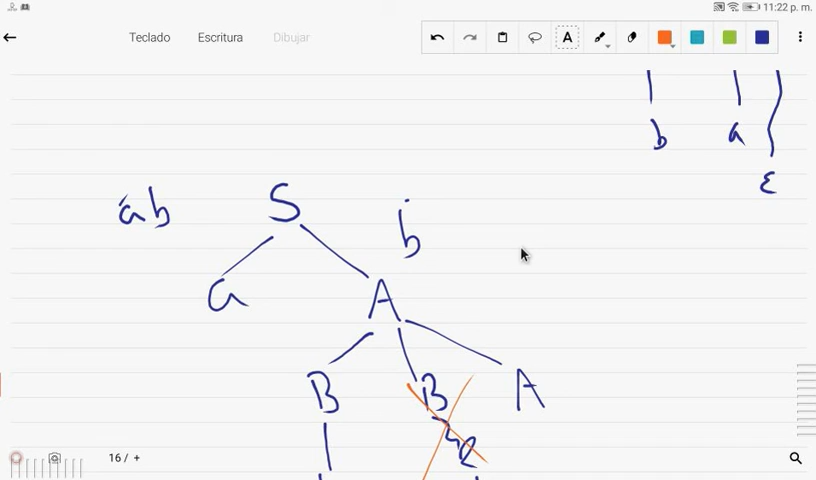 11:22 p. m.
Teclado Escritura Dibujar A
b a
ε
ab S
b
a A
B B A
16 / +